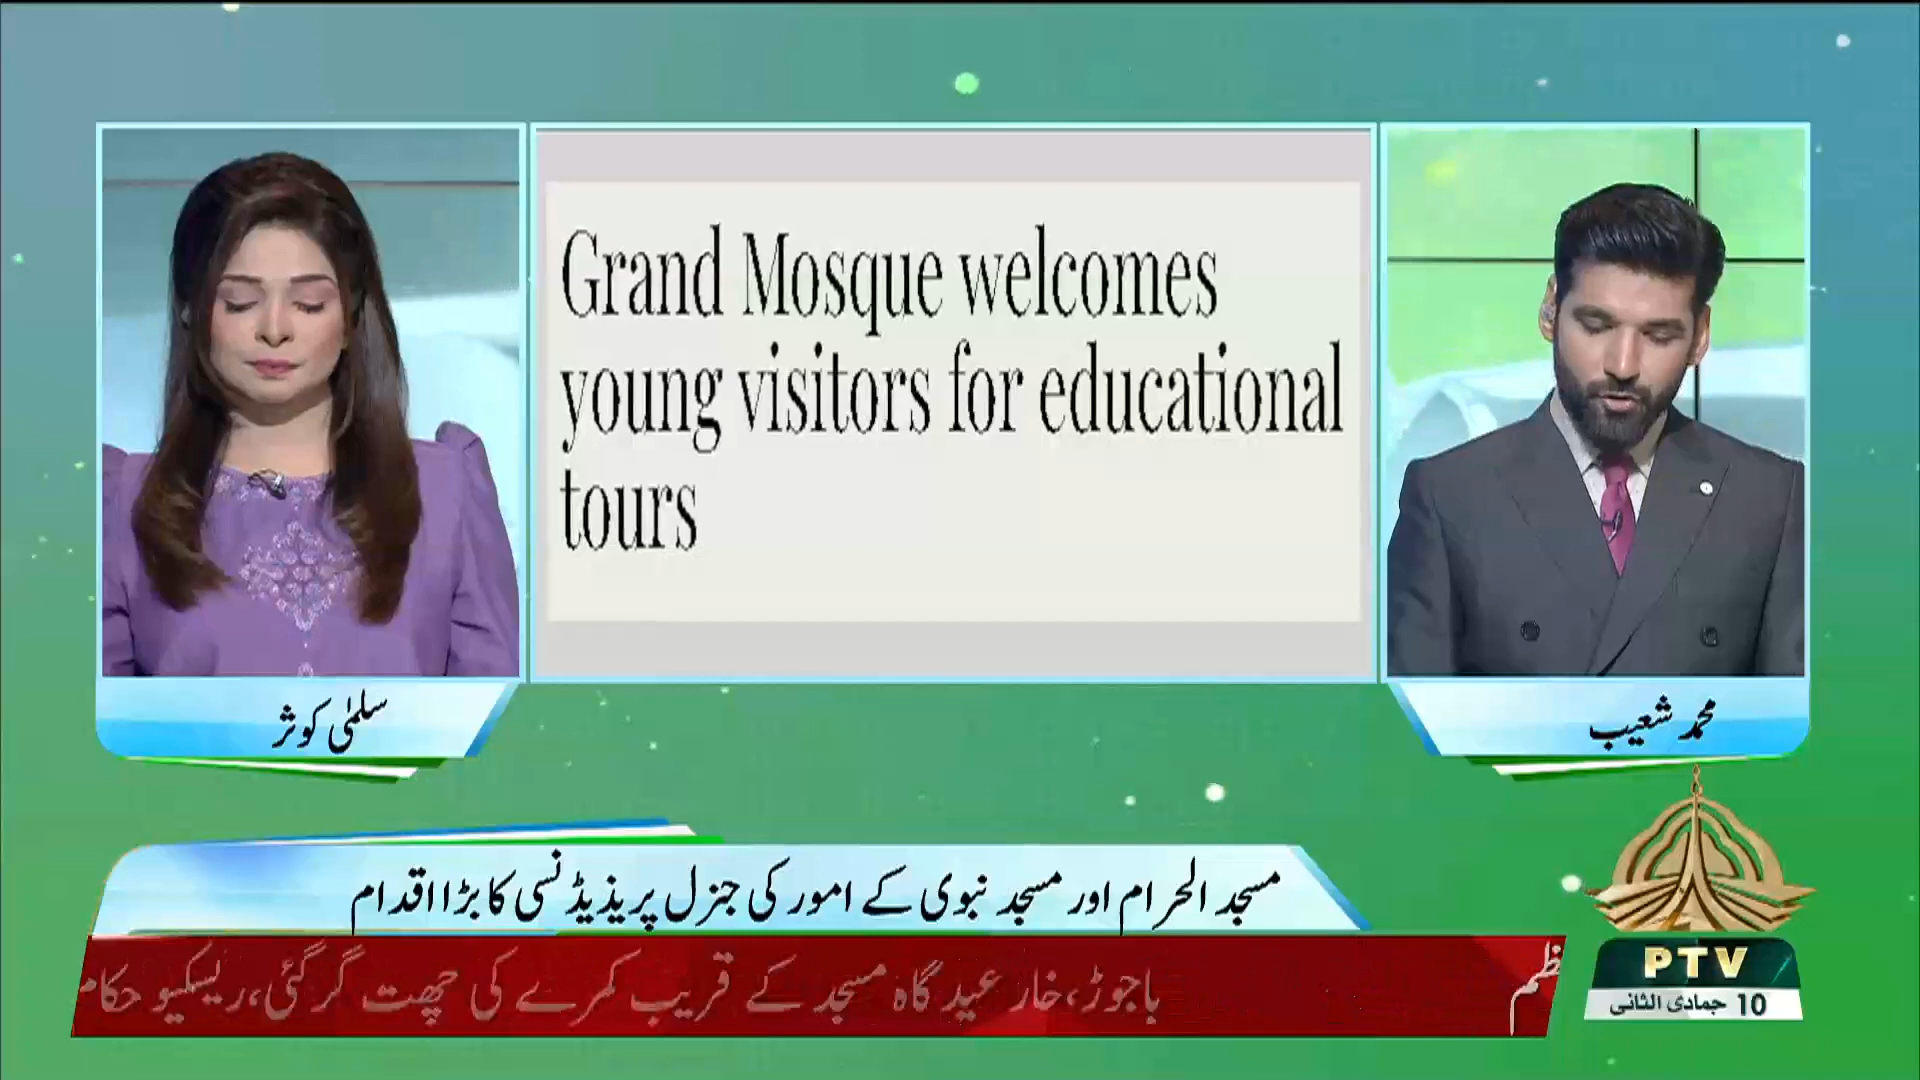 Grand Mosque welcomes
young visitors for educational
tours
سلمیٰ کوثر
محمد شعیب
مسجد الحرام اور مسجد نبوی کے امور کی جنرل پریذیڈنسی کا بڑا اقدام
باجوڑ،خار عید گاہ مسجد کے قریب کمرے کی چھت گر گئی،ریسکیو حکام
PTV
10 جمادی الثانی